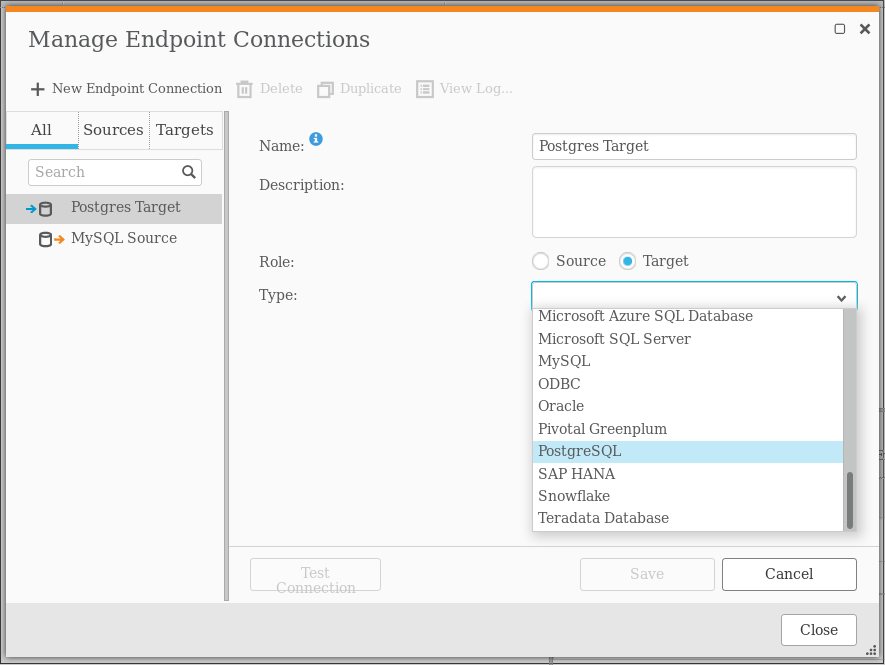 Manage Endpoint Connections
New Endpoint Connection Delete Duplicate View Log...
All Sources Targets
Search
Postgres Target
MySQL Source
Name:
Postgres Target
Description:
Role:
Source Target
Type:
Microsoft Azure SQL Database
Microsoft SQL Server
MySQL
ODBC
Oracle
Pivotal Greenplum
PostgreSQL
SAP HANA
Snowflake
Teradata Database
Test
Connection
Save
Cancel
Close